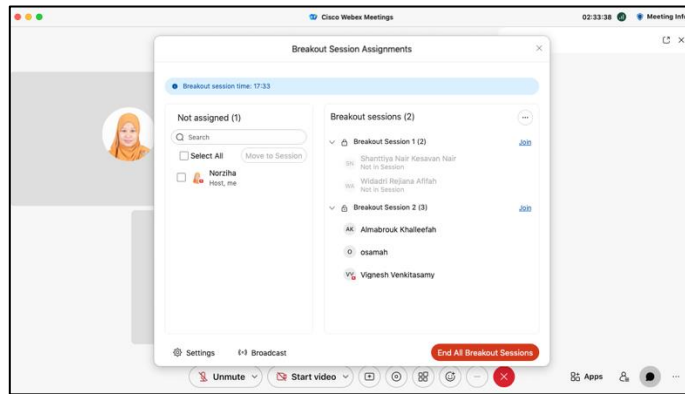 Cisco Webex Meetings
02:33:38
Meeting Info
Breakout Session Assignments
Breakout session time: 17:33
Not assigned (1)
Search
Select All
Move to Session
Norziha
Host, me
Breakout sessions (2)
Breakout Session 1 (2)
Join
SN
Shanttiya Nair Kesavan Nair
Not in Session
WA
Widadri Rejiana Afifah
Not in Session
Breakout Session 2 (3)
Join
AK
Almabrouk Khalleefah
O
osamah
VV
Vignesh Venkitasamy
Settings
Broadcast
End All Breakout Sessions
Unmute
Start video
Apps